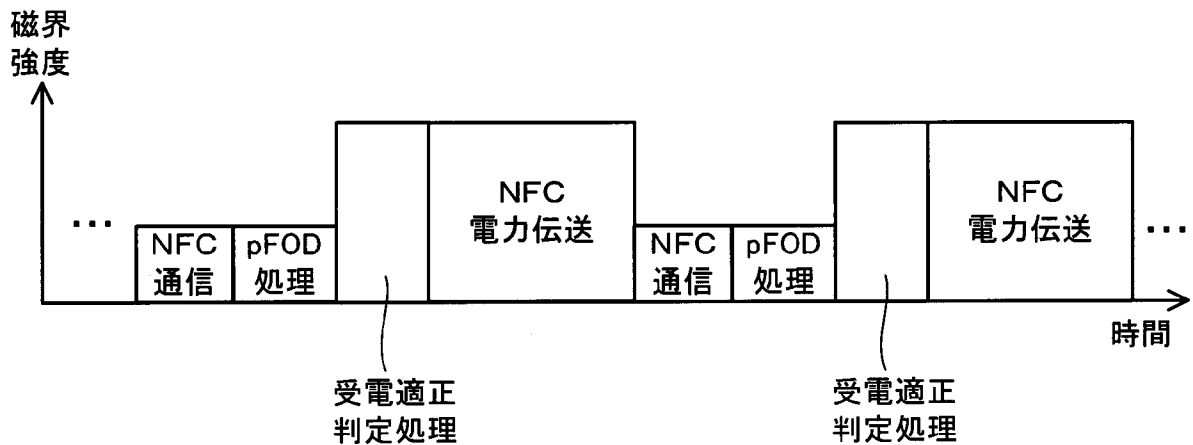 磁界
強度
…
NFC
通信
pFOD
処理
NFC
電力伝送
NFC
通信
pFOD
処理
NFC
電力伝送
…
時間
受電適正
判定処理
受電適正
判定処理